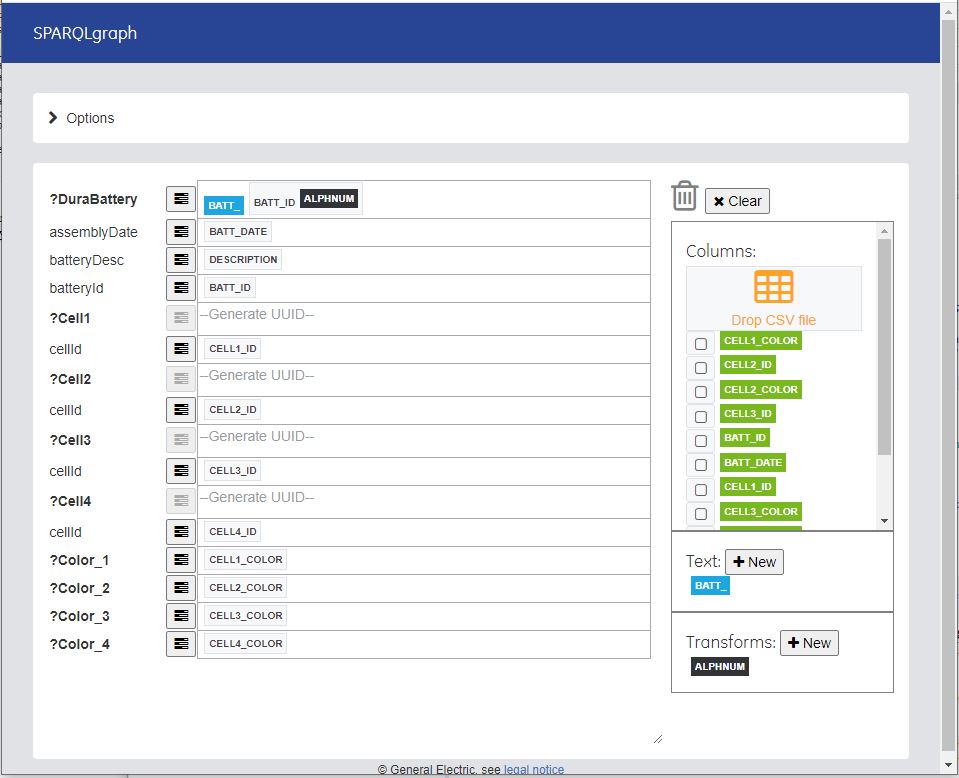 SPARQLgraph
Options
?DuraBattery BATT_ BATT_ID ALPHNUM
assemblyDate BATT_DATE
batteryDesc DESCRIPTION
batteryId BATT_ID
?Cell1 --Generate UUID--
cellId CELL1_ID
?Cell2 --Generate UUID--
cellId CELL2_ID
?Cell3 --Generate UUID--
cellId CELL3_ID
?Cell4 --Generate UUID--
cellId CELL4_ID
?Color_1 CELL1_COLOR
?Color_2 CELL2_COLOR
?Color_3 CELL3_COLOR
?Color_4 CELL4_COLOR
Clear
Columns:
Drop CSV file
CELL1_COLOR
CELL2_ID
CELL2_COLOR
CELL3_ID
BATT_ID
BATT_DATE
CELL1_ID
CELL3_COLOR
Text: New
BATT_
Transforms: New
ALPHNUM
© General Electric, see legal notice